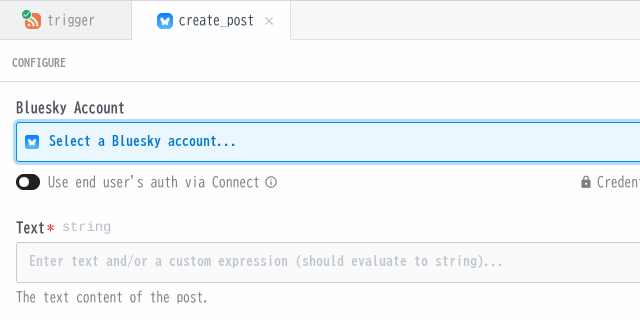 trigger create_post
CONFIGURE
Bluesky Account
Select a Bluesky account...
Use end user's auth via Connect
Text* string
Enter text and/or a custom expression (should evaluate to string)...
The text content of the post.